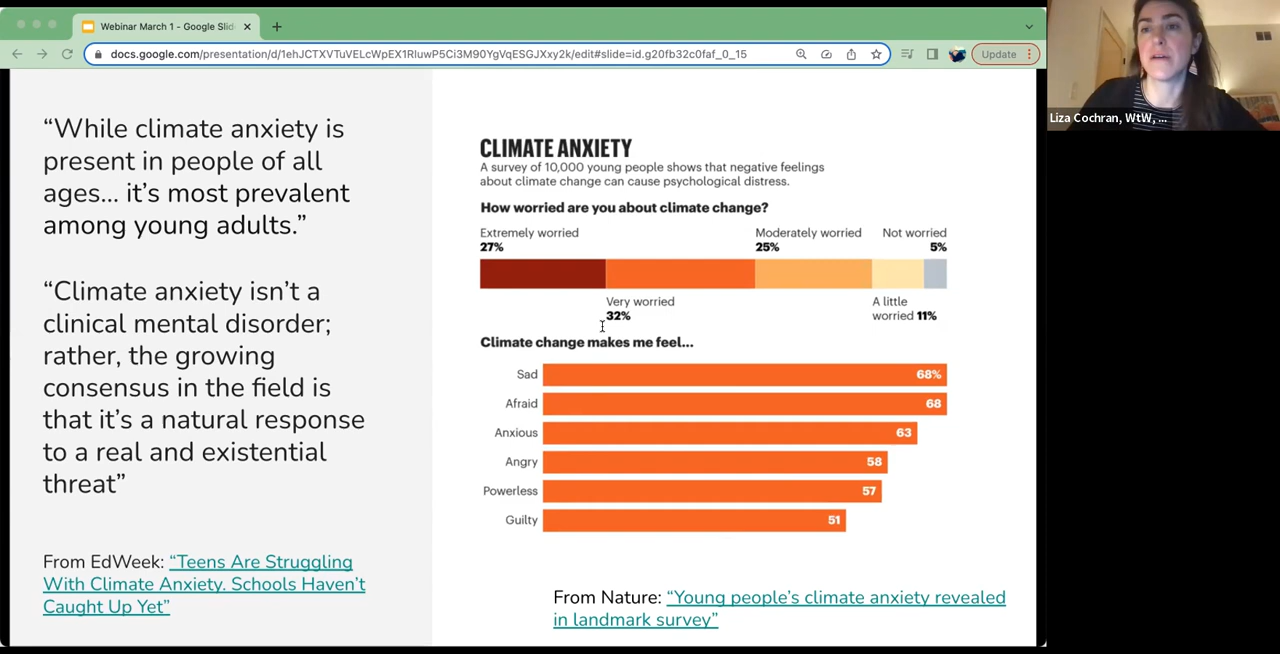 Webinar March 1 - Google Slid
docs.google.com/presentation/d/1ehJCTXVTuVELcWpEX1RluwP5Ci3M90YgVqESGJXxy2k/edit#slide=id.g20fb32c0faf_0_15
Update
Liza Cochran, WtW, ...
“While climate anxiety is
present in people of all
ages... it’s most prevalent
among young adults.”
“Climate anxiety isn’t a
clinical mental disorder;
rather, the growing
consensus in the field is
that it’s a natural response
to a real and existential
threat”
From EdWeek: “Teens Are Struggling
With Climate Anxiety. Schools Haven’t
Caught Up Yet”
CLIMATE ANXIETY
A survey of 10,000 young people shows that negative feelings
about climate change can cause psychological distress.
How worried are you about climate change?
Extremely worried
27%
Moderately worried
25%
Not worried
5%
Very worried
32%
A little
worried 11%
Climate change makes me feel...
Sad 68%
Afraid 68
Anxious 63
Angry 58
Powerless 57
Guilty 51
From Nature: “Young people’s climate anxiety revealed
in landmark survey”